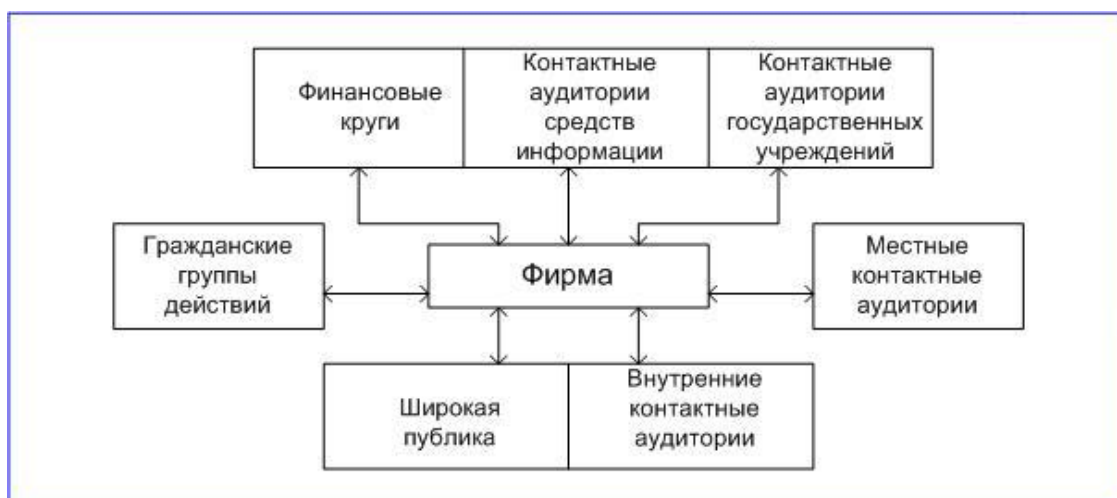 Финансовые
круги
Контактные
аудитории
средств
информации
Контактные
аудитории
государственных
учреждений
Гражданские
группы
действий
Фирма
Местные
контактные
аудитории
Широкая
публика
Внутренние
контактные
аудитории